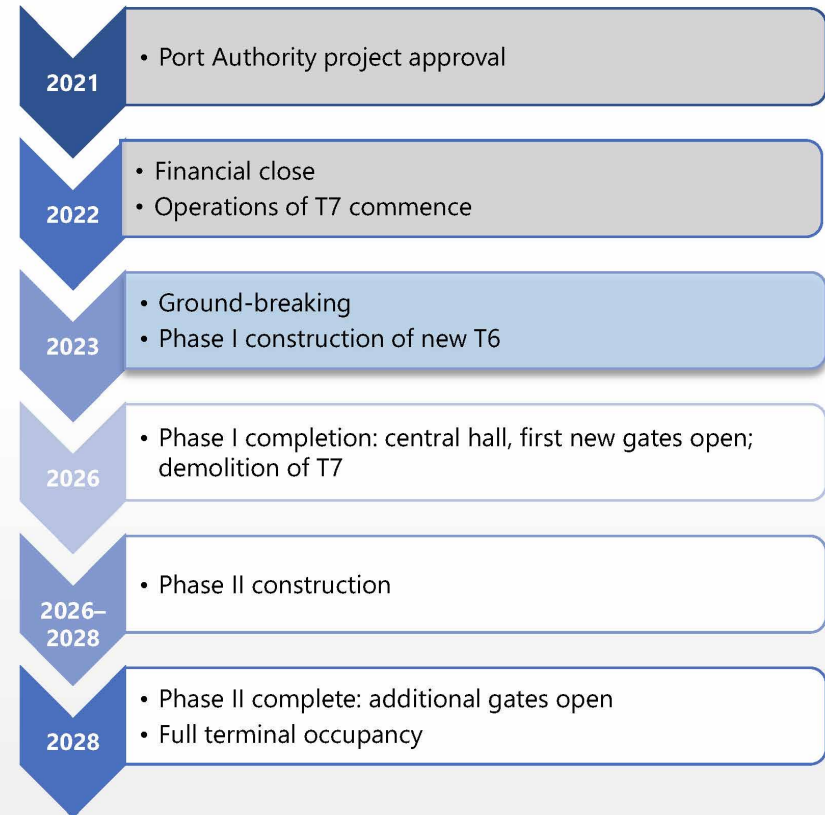 2021
• Port Authority project approval
2022
• Financial close
• Operations of T7 commence
2023
• Ground-breaking
• Phase I construction of new T6
2026
• Phase I completion: central hall, first new gates open;
demolition of T7
2026–
2028
• Phase II construction
2028
• Phase II complete: additional gates open
• Full terminal occupancy